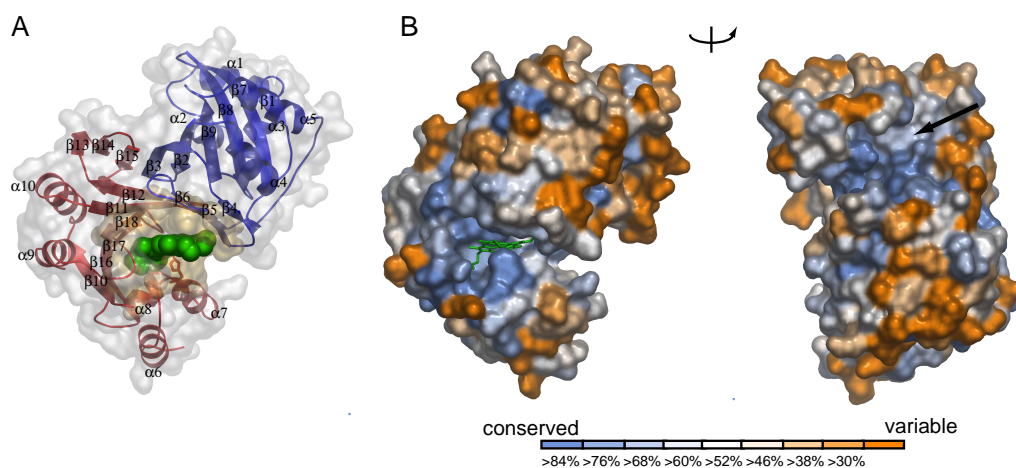 A
B
α1
β7
β1
α2
β8
α3
α5
β9
β13
β14
β15
β3
β2
α4
α10
β12
β6
β11
β5
β4
β18
β17
α9
β16
β10
α8
α7
α6
conserved
variable
>84% >76% >68% >60% >52% >46% >38% >30%